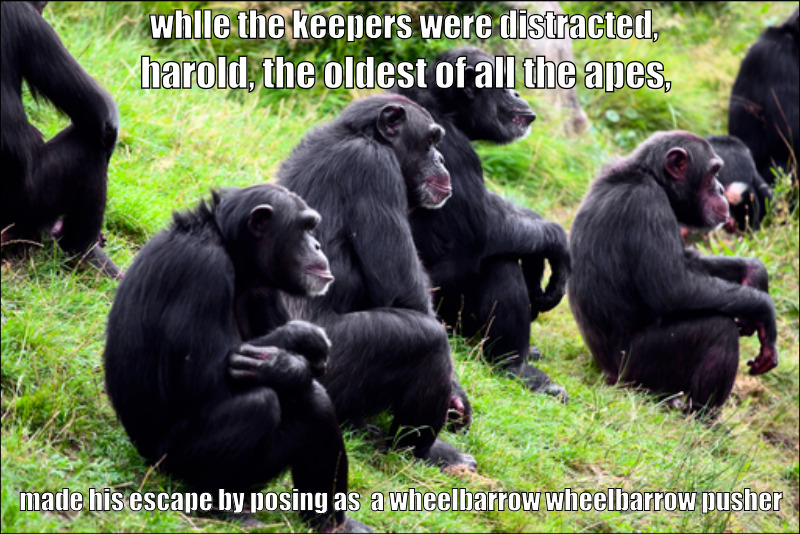 whlle the keepers were distracted,
harold, the oldest of all the apes,
made his escape by posing as  a wheelbarrow wheelbarrow pusher